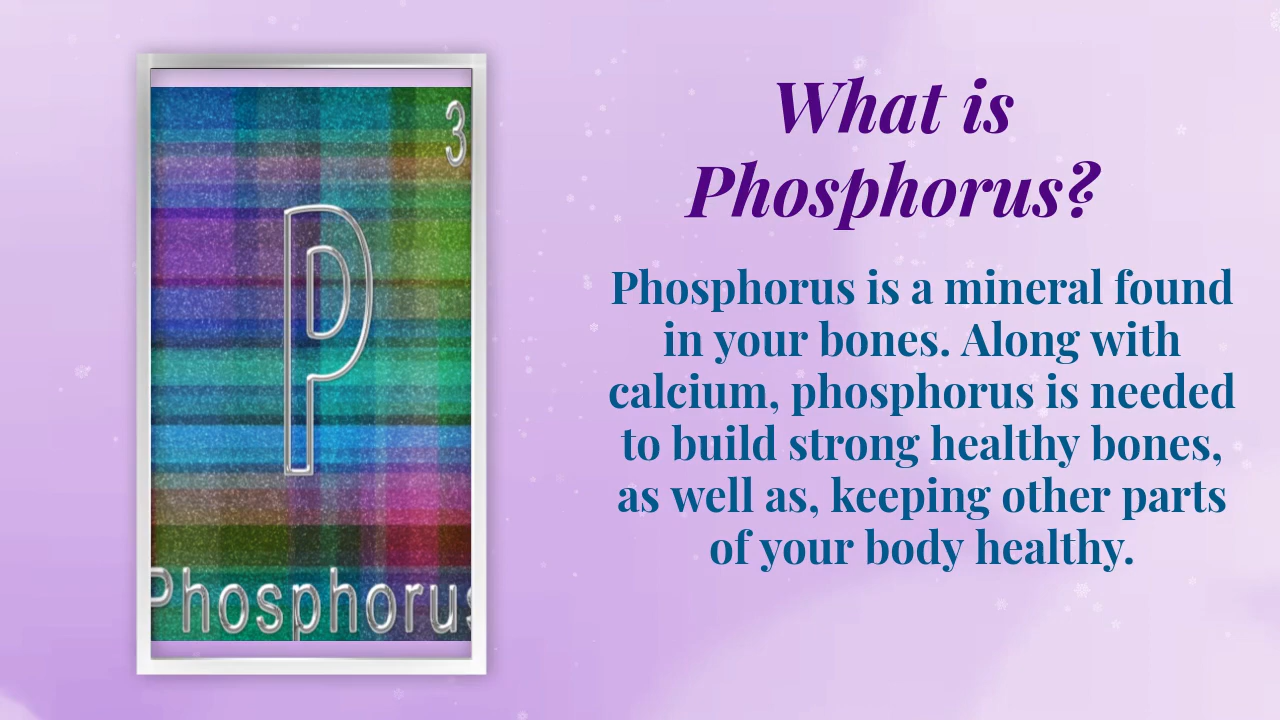 3
P
Phosphorus
What is
Phosphorus?
Phosphorus is a mineral found
in your bones. Along with
calcium, phosphorus is needed
to build strong healthy bones,
as well as, keeping other parts
of your body healthy.